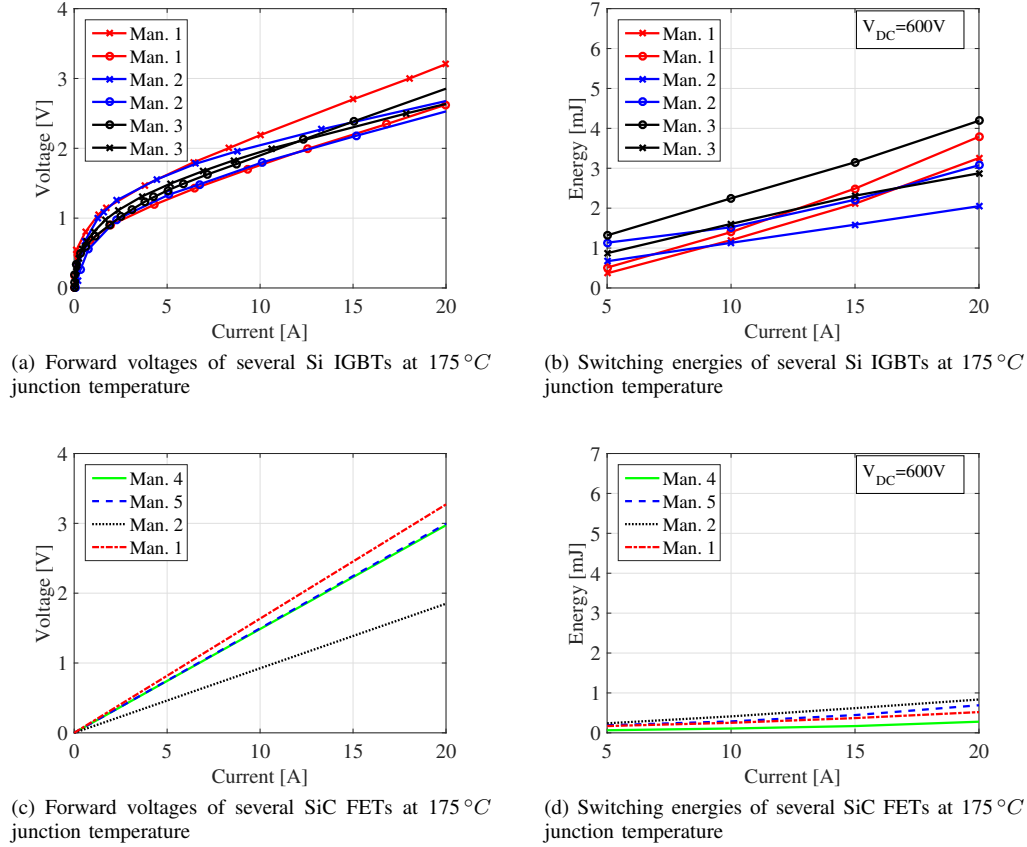 4
3
2
1
0
0
5
10
15
20
Voltage [V]
Current [A]
Man. 1
Man. 1
Man. 2
Man. 2
Man. 3
Man. 3
(a) Forward voltages of several Si IGBTs at 175 °C
junction temperature
7
6
5
4
3
2
1
0
5
10
15
20
Energy [mJ]
Current [A]
Man. 1
Man. 1
Man. 2
Man. 2
Man. 3
Man. 3
V_DC=600V
(b) Switching energies of several Si IGBTs at 175 °C
junction temperature
4
3
2
1
0
0
5
10
15
20
Voltage [V]
Current [A]
Man. 4
Man. 5
Man. 2
Man. 1
(c) Forward voltages of several SiC FETs at 175 °C
junction temperature
7
6
5
4
3
2
1
0
5
10
15
20
Energy [mJ]
Current [A]
Man. 4
Man. 5
Man. 2
Man. 1
V_DC=600V
(d) Switching energies of several SiC FETs at 175 °C
junction temperature